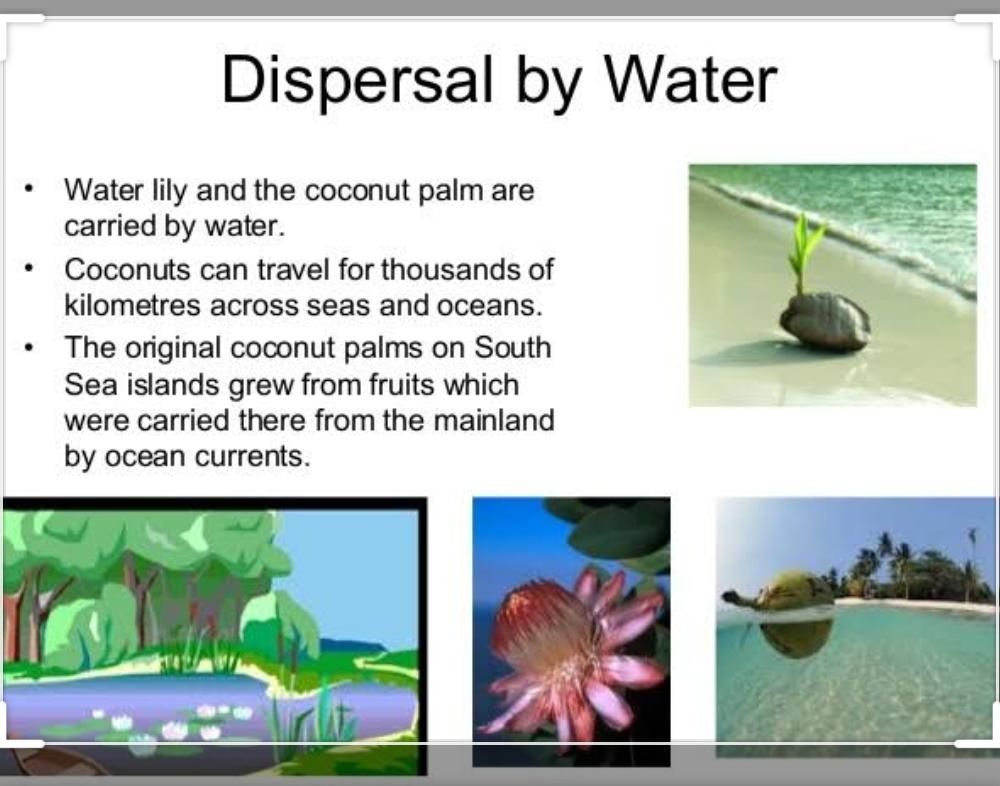 Dispersal by Water
• Water lily and the coconut palm are
carried by water.
• Coconuts can travel for thousands of
kilometres across seas and oceans.
• The original coconut palms on South
Sea islands grew from fruits which
were carried there from the mainland
by ocean currents.